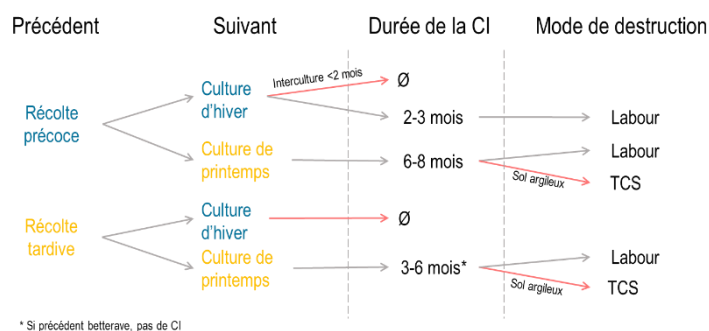 Précédent Suivant Durée de la CI Mode de destruction
Interculture <2 mois
Ø
Culture
d'hiver
2-3 mois
Labour
Récolte
précoce
Culture de
printemps
6-8 mois
Labour
Sol argileux
TCS
Récolte
tardive
Culture
d'hiver
Ø
Culture de
printemps
3-6 mois*
Labour
Sol argileux
TCS
* Si précédent betterave, pas de CI